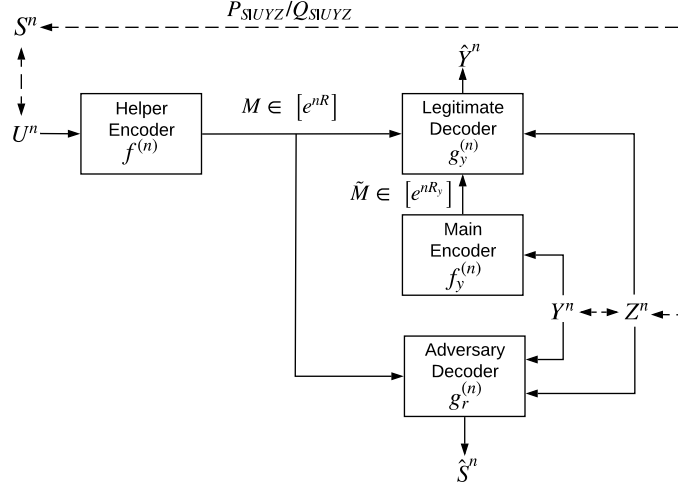 P_{S|UYZ}/Q_{S|UYZ}
S^n
U^n
Helper
Encoder
f^{(n)}
M ∈ [e^{nR}]
Ŷ^n
Legitimate
Decoder
g_y^{(n)}
M̃ ∈ [e^{nR_y}]
Main
Encoder
f_y^{(n)}
Y^n
Z^n
Adversary
Decoder
g_r^{(n)}
Ŝ^n